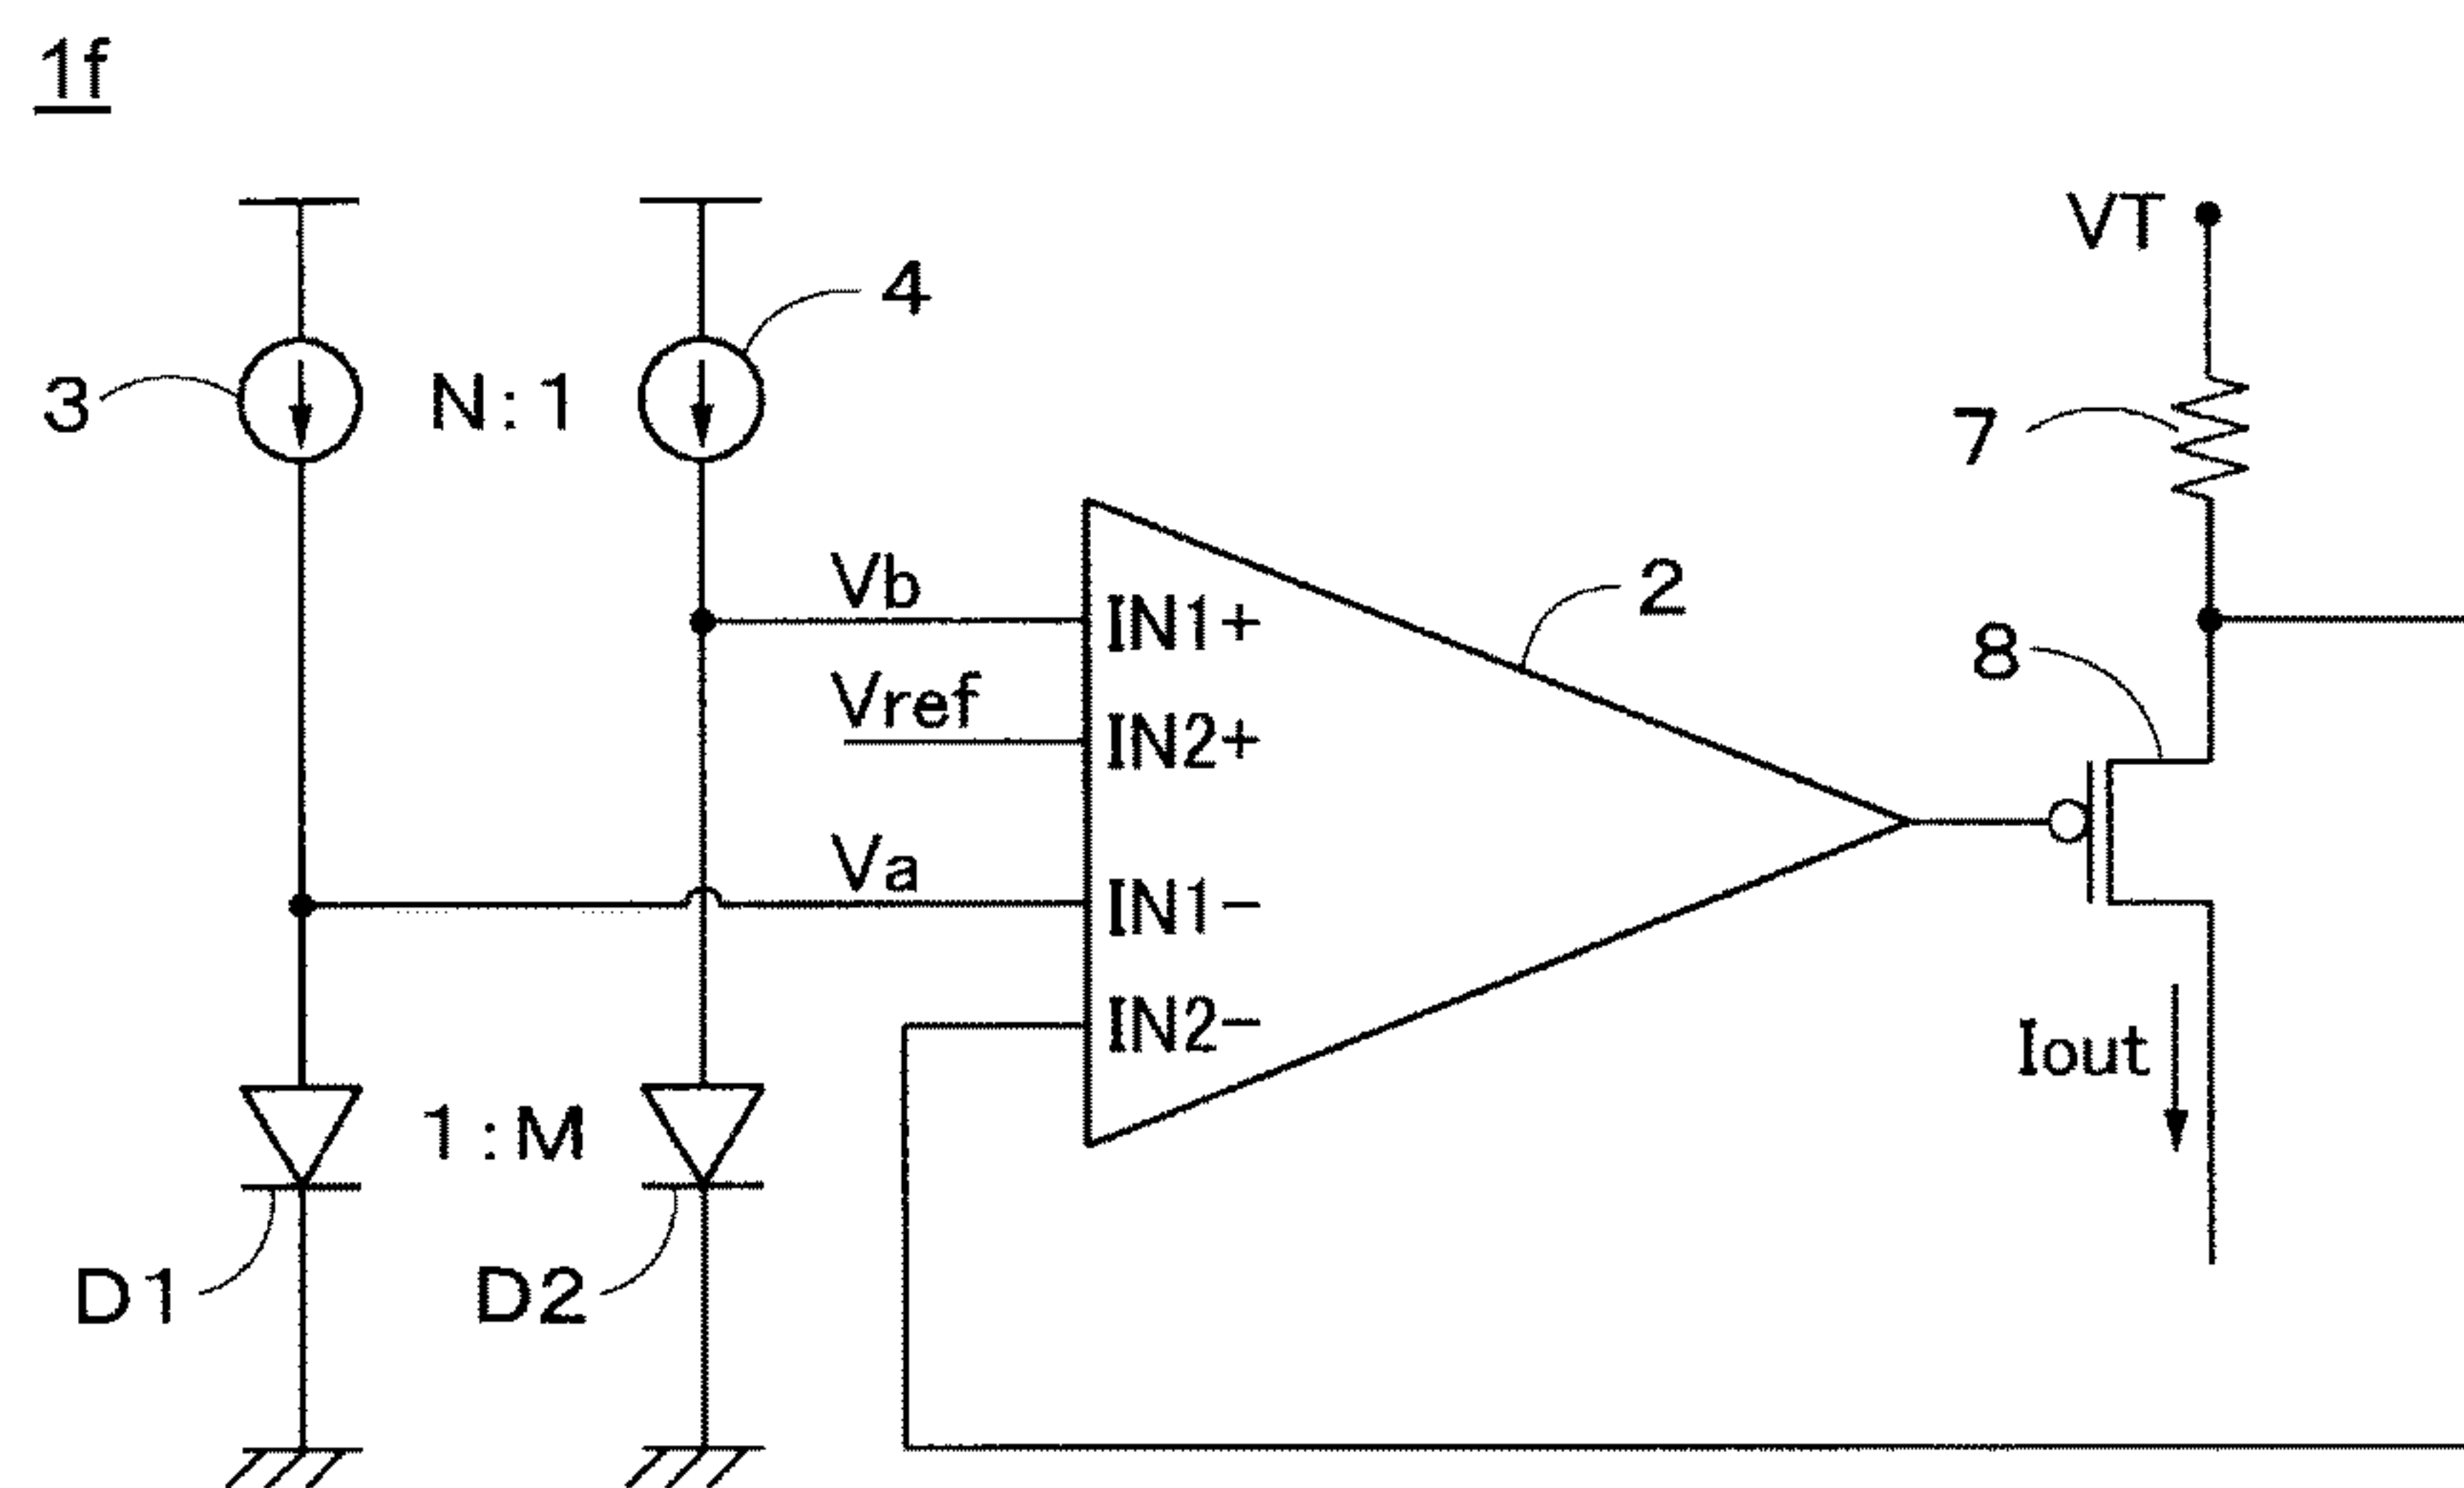 1f
VT
4
3
N:1
7
Vb
2
IN1+
8
Vref
IN2+
Va
IN1−
IN2−
Iout
1:M
D1
D2